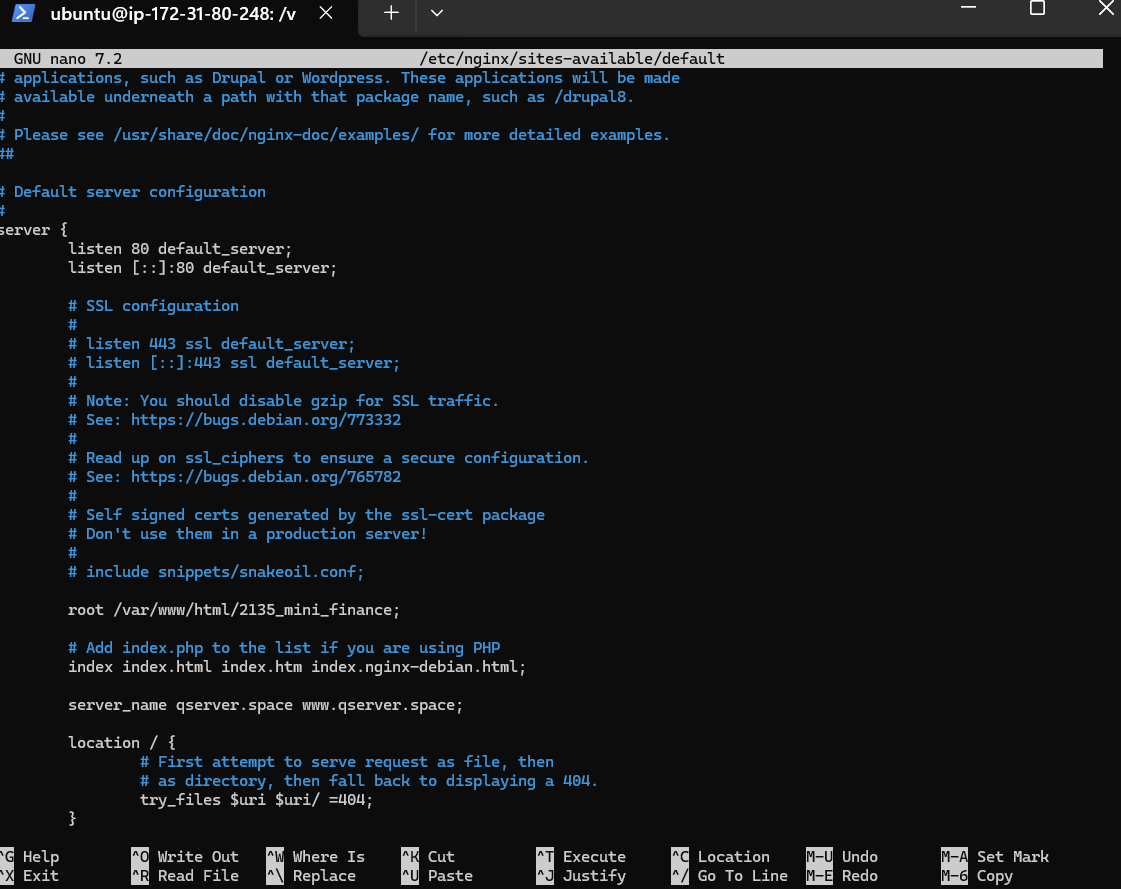 ubuntu@ip-172-31-80-248: /v
GNU nano 7.2 /etc/nginx/sites-available/default
# applications, such as Drupal or Wordpress. These applications will be made
# available underneath a path with that package name, such as /drupal8.
#
# Please see /usr/share/doc/nginx-doc/examples/ for more detailed examples.
##
# Default server configuration
#
server {
listen 80 default_server;
listen [::]:80 default_server;
# SSL configuration
#
# listen 443 ssl default_server;
# listen [::]:443 ssl default_server;
#
# Note: You should disable gzip for SSL traffic.
# See: https://bugs.debian.org/773332
#
# Read up on ssl_ciphers to ensure a secure configuration.
# See: https://bugs.debian.org/765782
#
# Self signed certs generated by the ssl-cert package
# Don't use them in a production server!
#
# include snippets/snakeoil.conf;
root /var/www/html/2135_mini_finance;
# Add index.php to the list if you are using PHP
index index.html index.htm index.nginx-debian.html;
server_name qserver.space www.qserver.space;
location / {
# First attempt to serve request as file, then
# as directory, then fall back to displaying a 404.
try_files $uri $uri/ =404;
}
^G Help ^O Write Out ^W Where Is ^K Cut ^T Execute ^C Location M-U Undo M-A Set Mark
^X Exit ^R Read File ^\ Replace ^U Paste ^J Justify ^/ Go To Line M-E Redo M-6 Copy